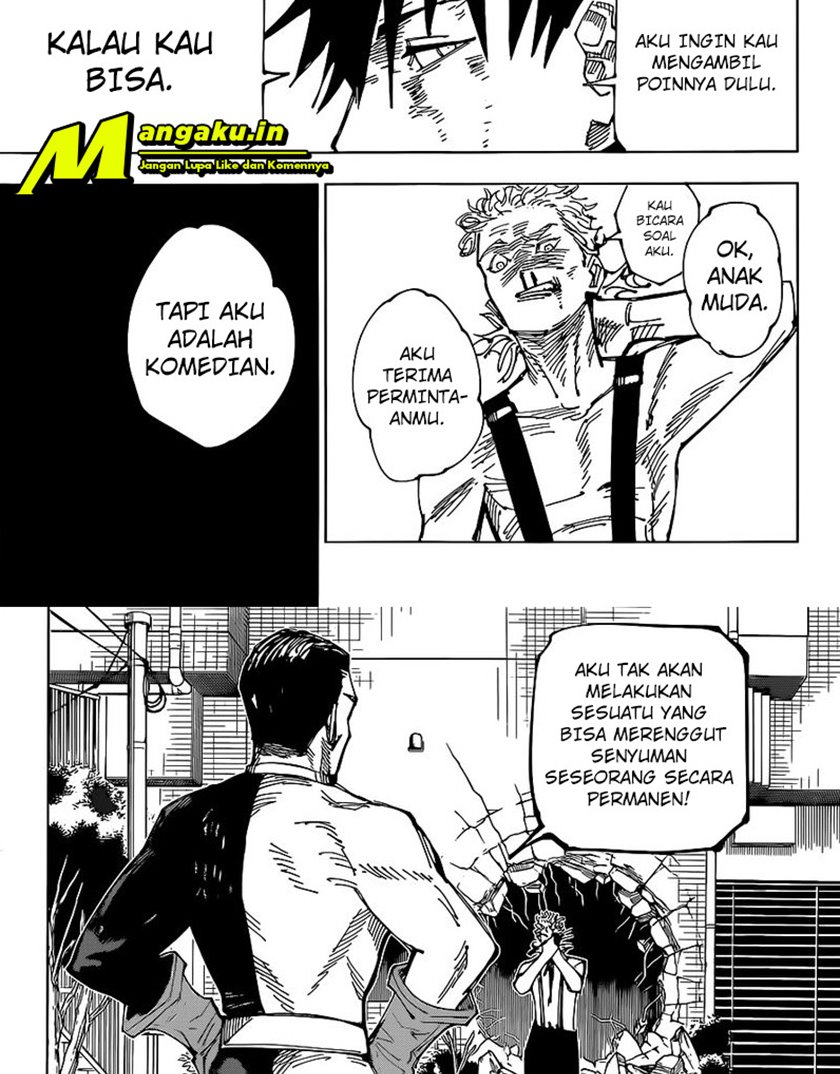 AKU INGIN KAU
MENGAMBIL
POINNYA DULU.
KALAU KAU
BISA.
Mangaku.in
Jangan Lupa Like dan Komennya
KAU
BICARA
SOAL
AKU.
OK,
ANAK
MUDA.
AKU
TERIMA
PERMINTA-
ANMU.
TAPI AKU
ADALAH
KOMEDIAN.
AKU TAK AKAN
MELAKUKAN
SESUATU YANG
BISA MERENGGUT
SENYUMAN
SESEORANG SECARA
PERMANEN!